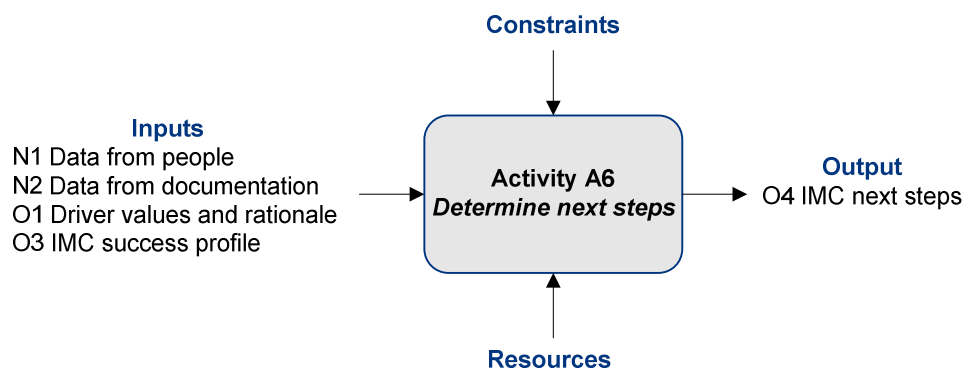 Constraints
Inputs
N1 Data from people
N2 Data from documentation
O1 Driver values and rationale
O3 IMC success profile
Activity A6
Determine next steps
Output
O4 IMC next steps
Resources